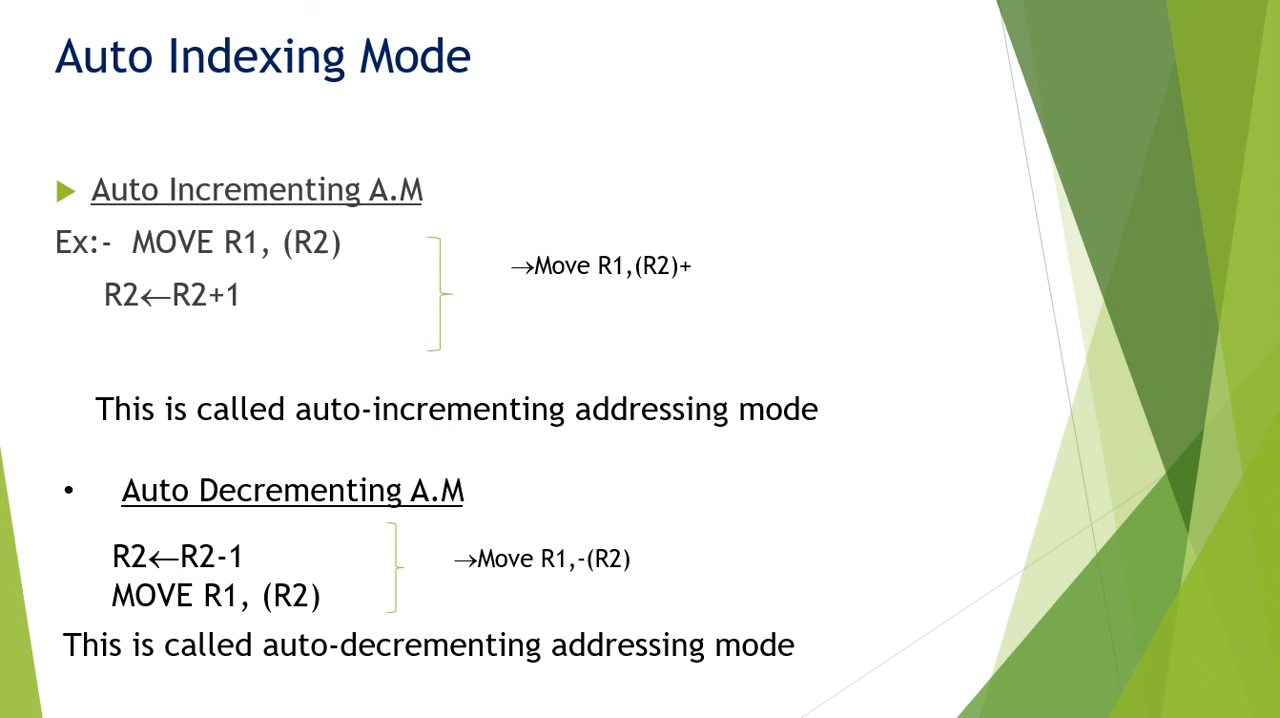 Auto Indexing Mode
Auto Incrementing A.M
Ex:- MOVE R1, (R2)
R2←R2+1
→Move R1,(R2)+
This is called auto-incrementing addressing mode
• Auto Decrementing A.M
R2←R2-1
MOVE R1, (R2)
→Move R1,-(R2)
This is called auto-decrementing addressing mode